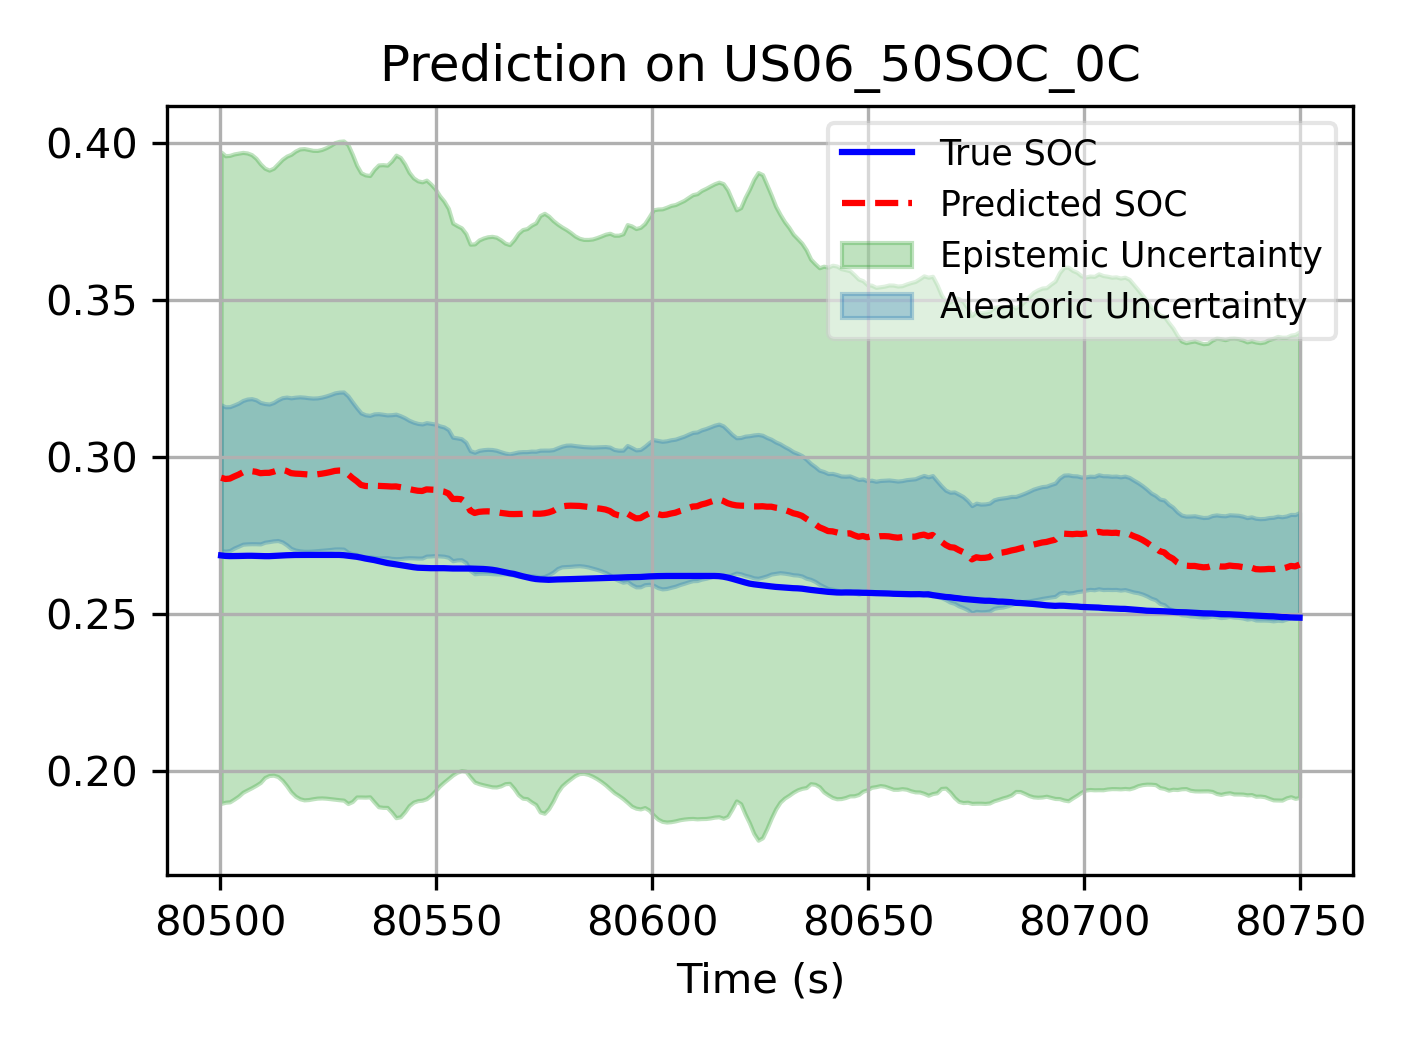 Prediction on US06_50SOC_0C
0.40
0.35
0.30
0.25
0.20
True SOC
Predicted SOC
Epistemic Uncertainty
Aleatoric Uncertainty
80500 80550 80600 80650 80700 80750
Time (s)